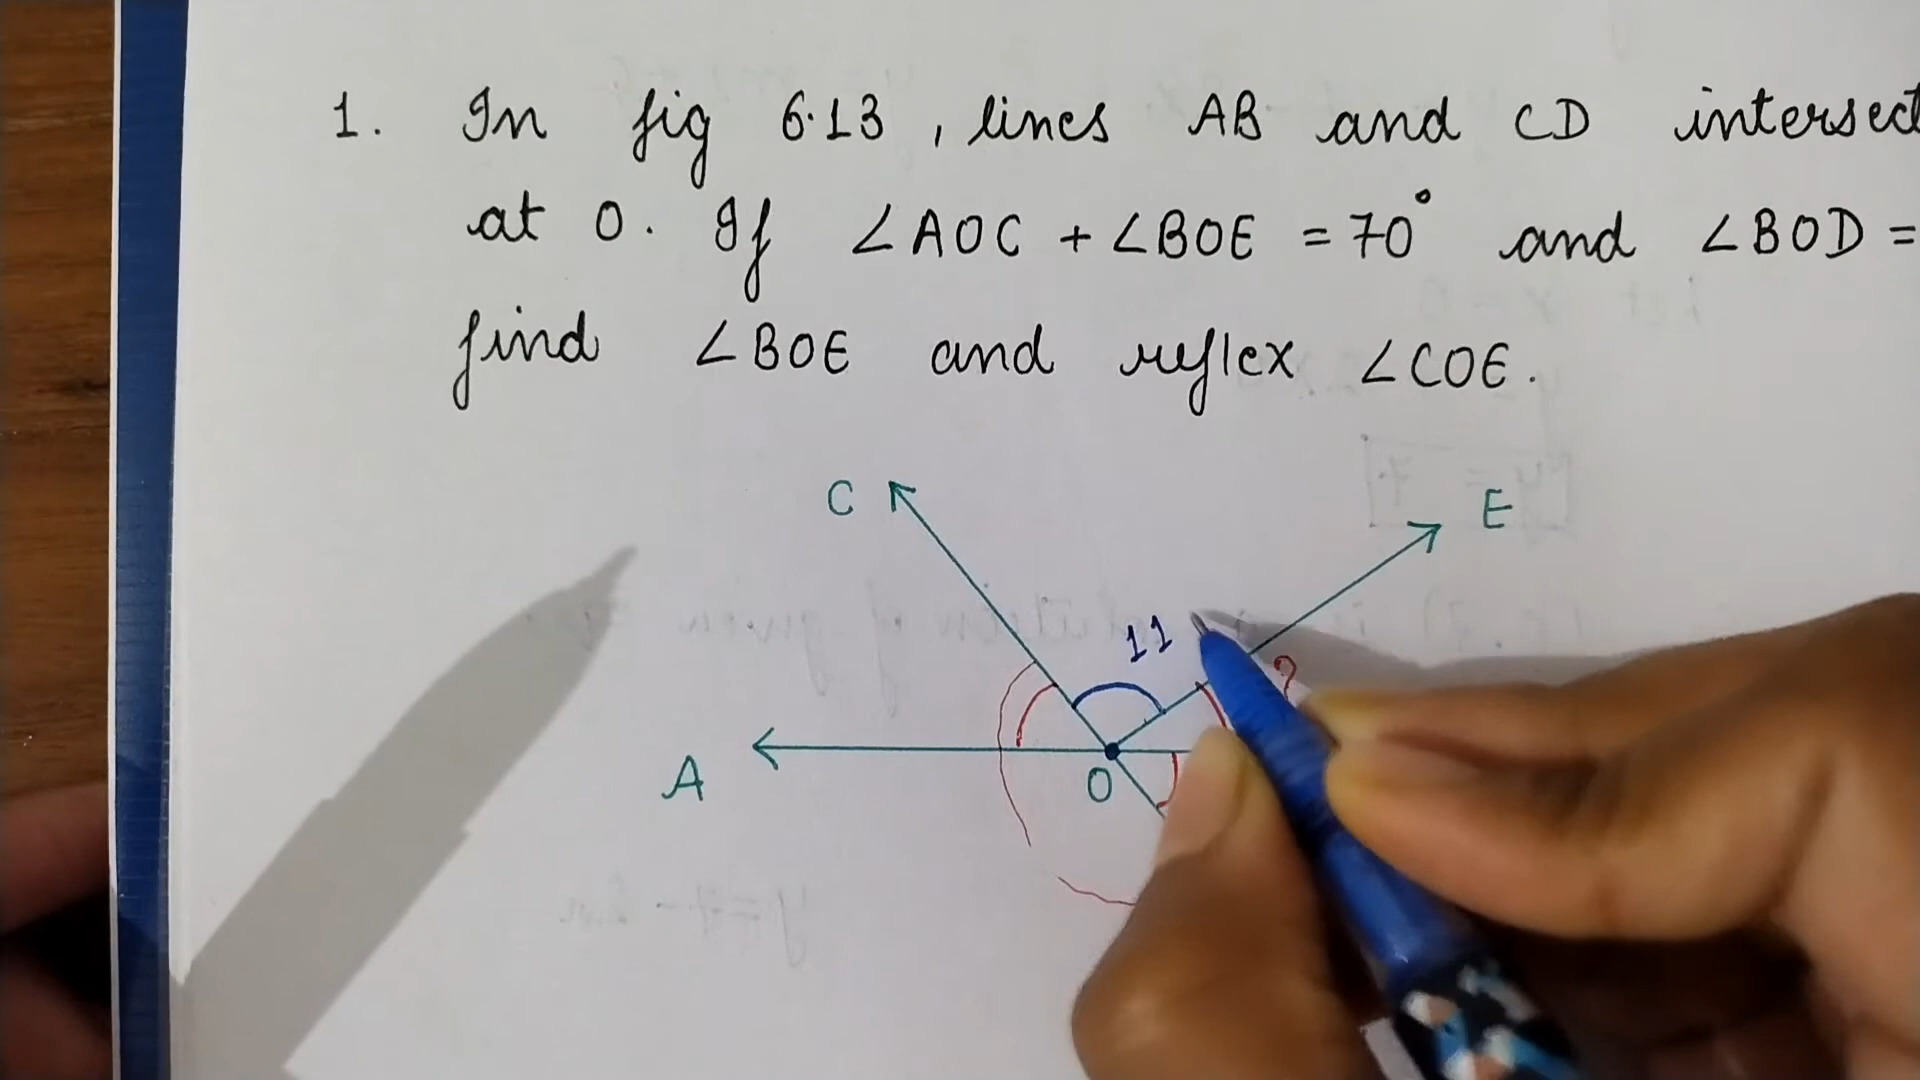 1. In fig 6.13, lines AB and CD intersect
at O. If ∠AOC + ∠BOE = 70° and ∠BOD =
find ∠BOE and reflex ∠COE.
C
E
11
?
A
O